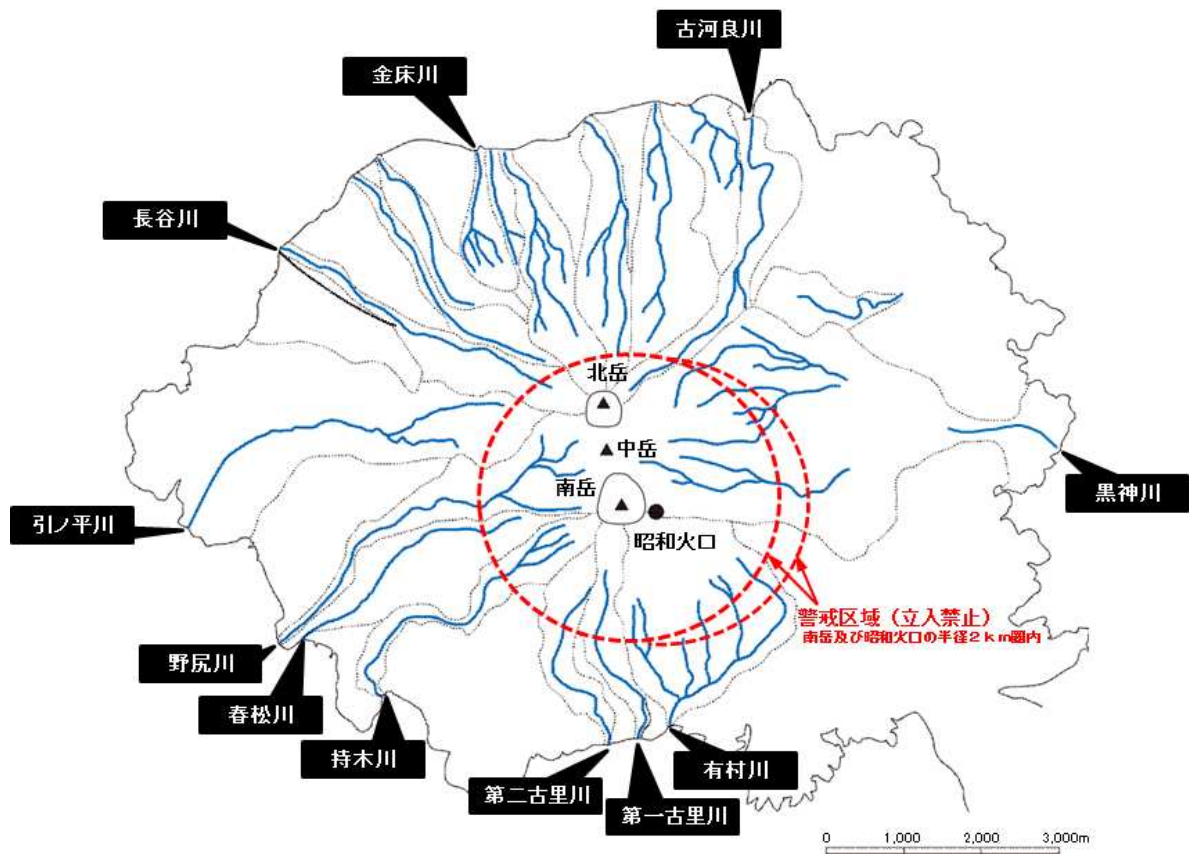 古河良川
金床川
長谷川
北岳
中岳
南岳
昭和火口
黒神川
引ノ平川
警戒区域（立入禁止）
南岳及び昭和火口の半径2km圏内
野尻川
春松川
持木川
有村川
第二古里川
第一古里川
0 1,000 2,000 3,000m